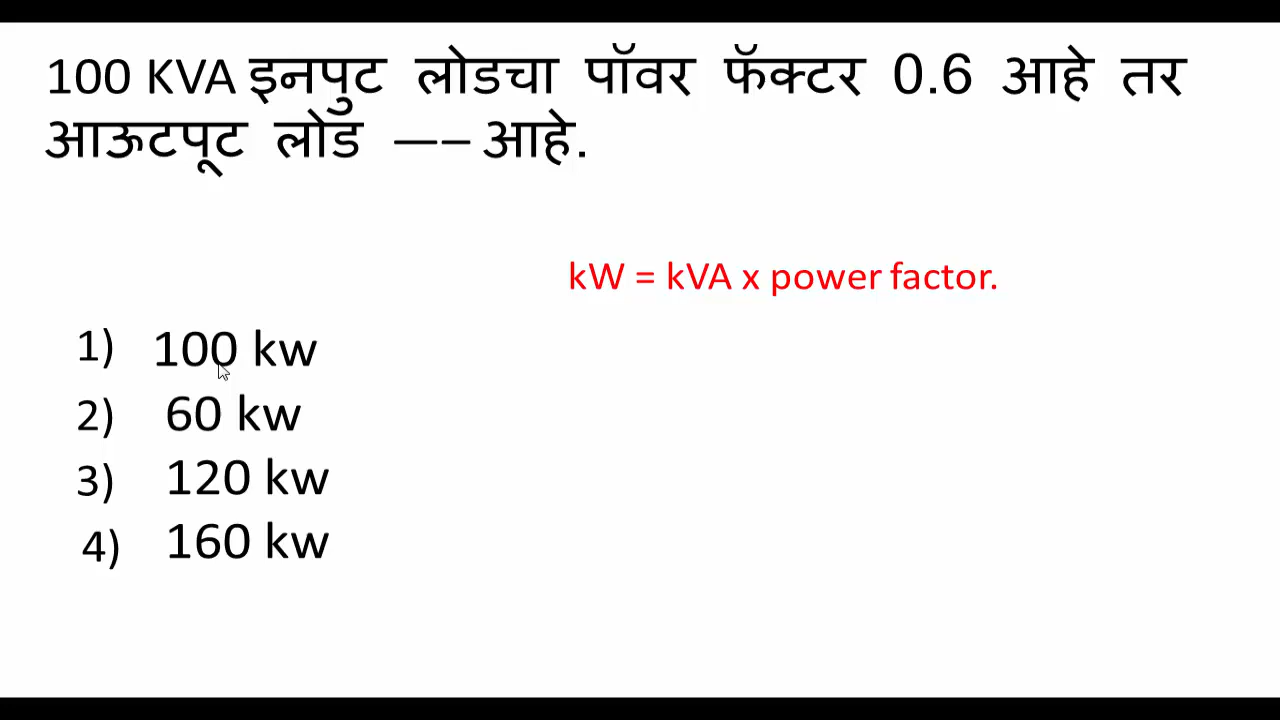 100 KVA इनपुट लोडचा पॉवर फॅक्टर 0.6 आहे तर
आऊटपूट लोड —– आहे.
kW = kVA x power factor.
1) 100 kw
2) 60 kw
3) 120 kw
4) 160 kw